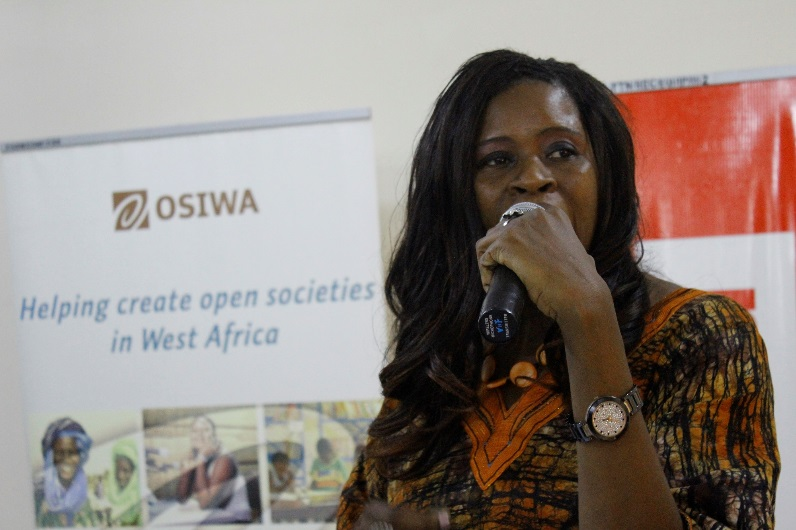 OSIWA
Helping create open societies
in West Africa